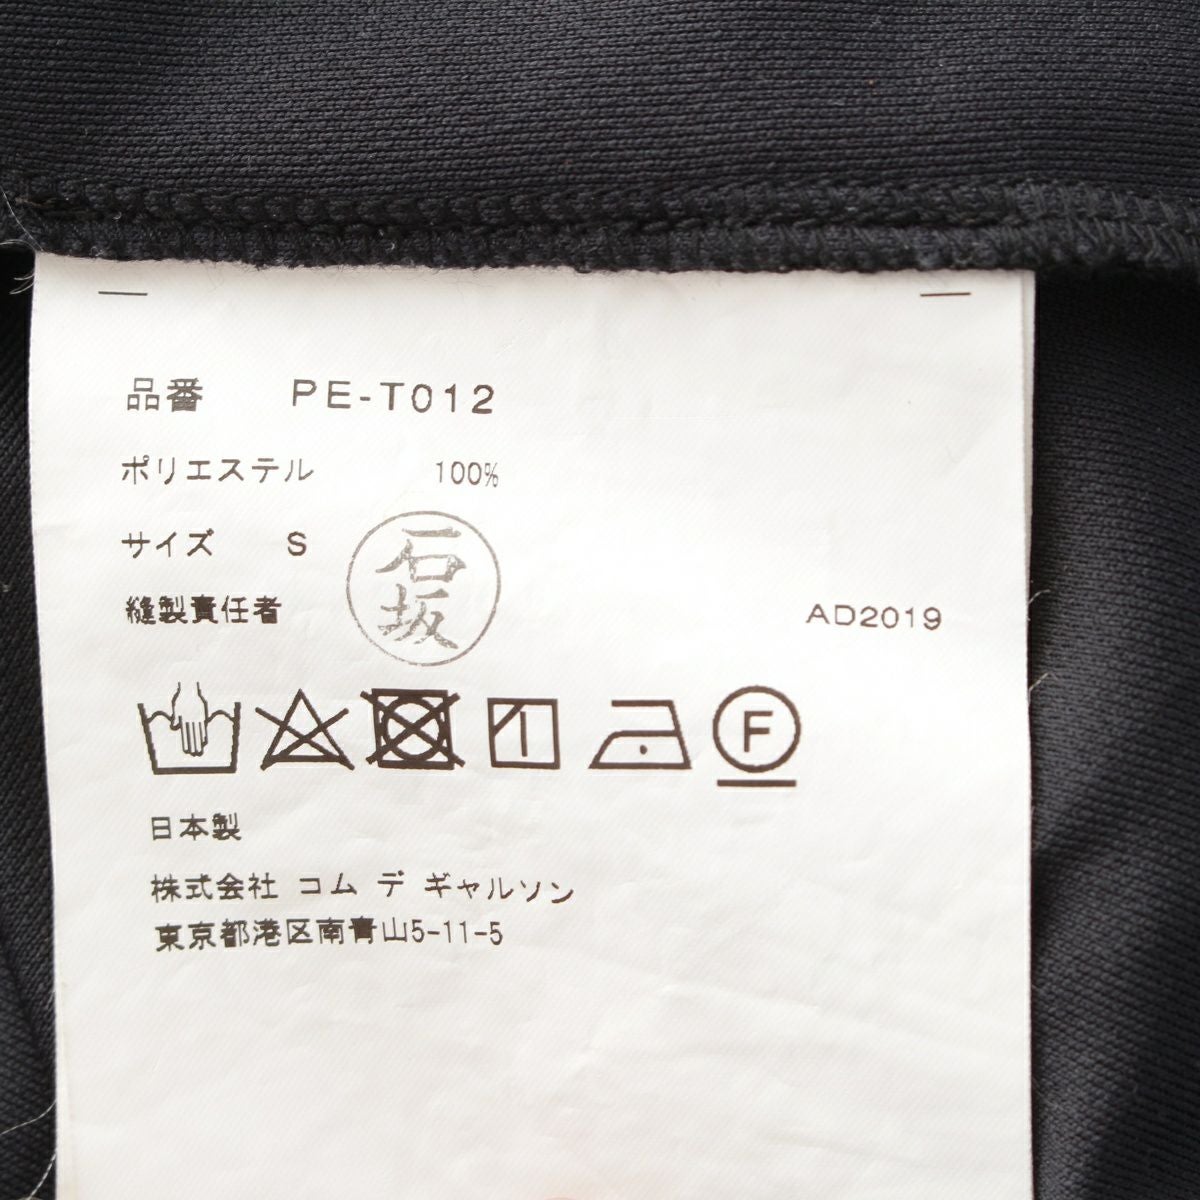 品番 PE-T012
ポリエステル 100%
サイズ S
縫製責任者 石坂
AD2019
F
日本製
株式会社 コム デ ギャルソン
東京都港区南青山5-11-5